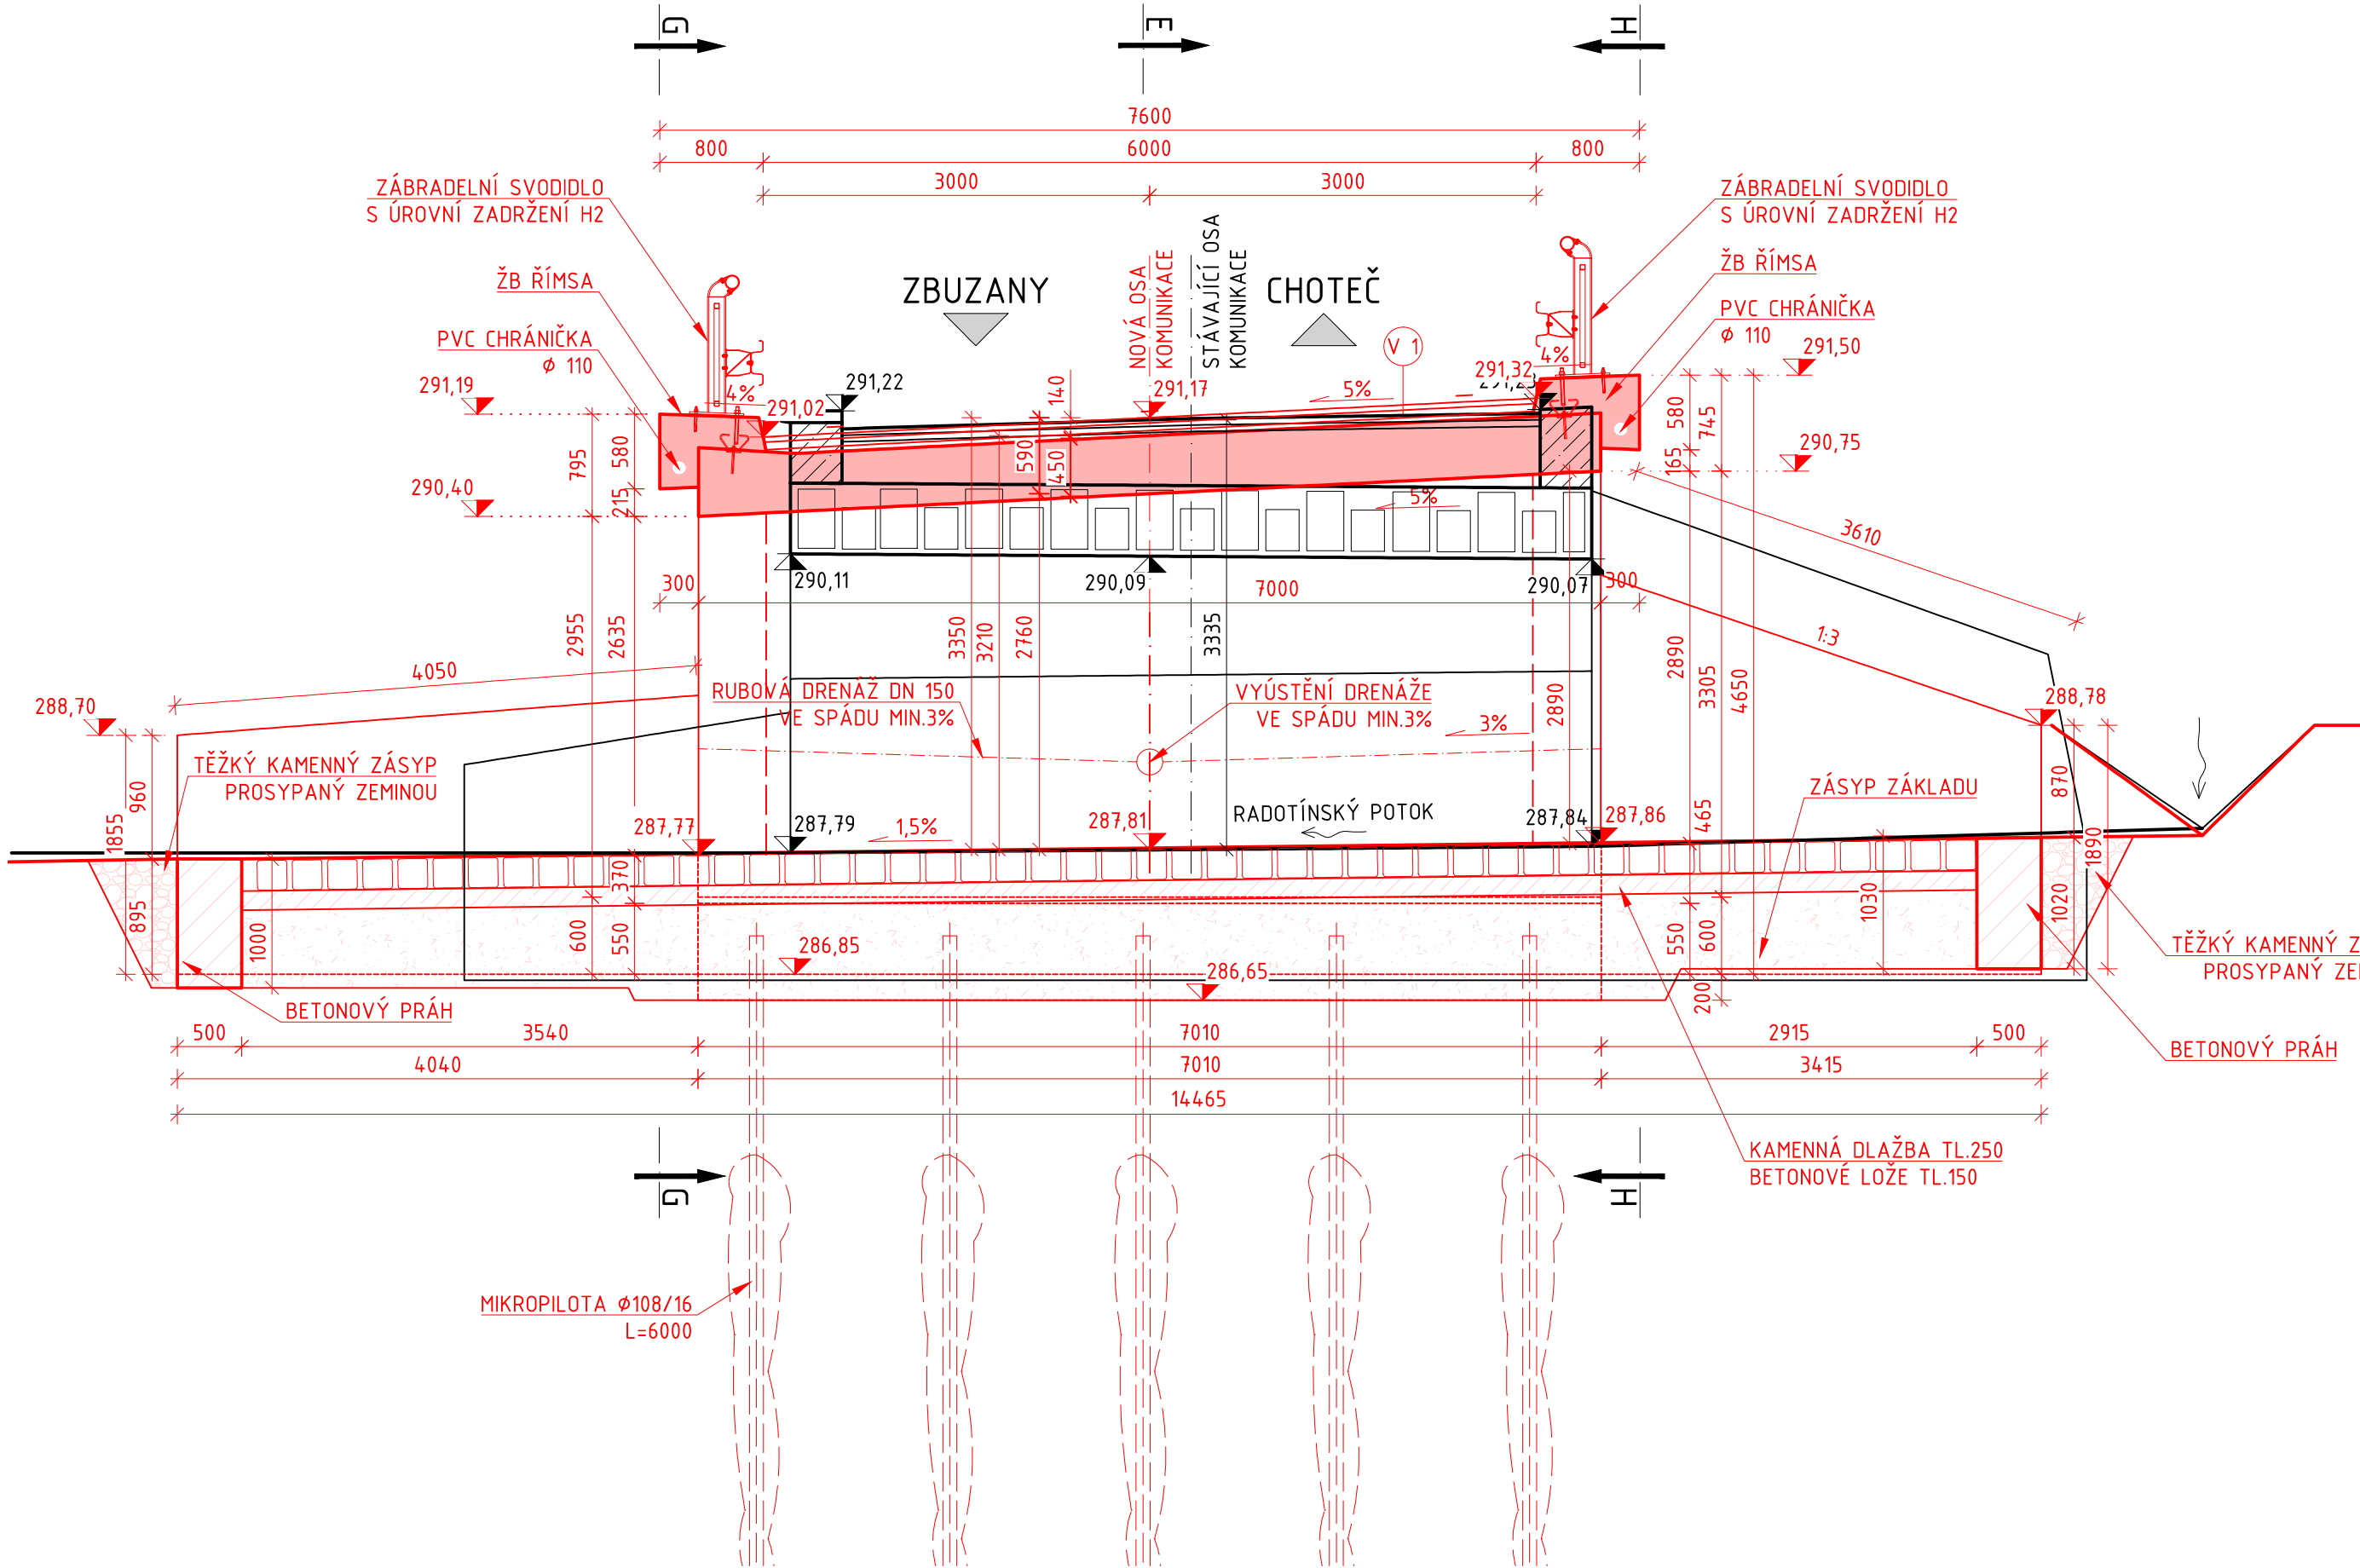 G
E
H
7600
800
6000
800
3000
3000
ZÁBRADELNÍ SVODIDLO
S ÚROVNÍ ZADRŽENÍ H2
ŽB ŘÍMSA
PVC CHRÁNIČKA
ϕ 110
ZBUZANY
NOVÁ OSA
KOMUNIKACE
STÁVAJÍCÍ OSA
KOMUNIKACE
CHOTEČ
V 1
ZÁBRADELNÍ SVODIDLO
S ÚROVNÍ ZADRŽENÍ H2
ŽB ŘÍMSA
PVC CHRÁNIČKA
ϕ 110
291,19
4%
291,02
291,22
140
291,17
5%
291,32
4%
291,50
290,40
795
580
215
590
450
5%
580
165
745
290,75
3610
300
290,11
290,09
7000
290,07
300
1:3
2955
2635
3350
3210
2760
3335
2890
2890
3305
4650
4050
288,70
RUBOVÁ DRENÁŽ DN 150
VE SPÁDU MIN.3%
VYÚSTĚNÍ DRENÁŽE
VE SPÁDU MIN.3%
3%
288,78
TĚŽKÝ KAMENNÝ ZÁSYP
PROSYPANÝ ZEMINOU
960
1855
895
870
1890
1020
ZÁSYP ZÁKLADU
287,77
287,79
1,5%
287,81
RADOTÍNSKÝ POTOK
287,84
287,86
465
370
1000
600
550
286,85
286,65
550
600
200
1030
TĚŽKÝ KAMENNÝ Z
PROSYPANÝ ZE
BETONOVÝ PRÁH
BETONOVÝ PRÁH
500
3540
7010
2915
500
4040
7010
3415
14465
KAMENNÁ DLAŽBA TL.250
BETONOVÉ LOŽE TL.150
G
H
MIKROPILOTA ϕ108/16
L=6000